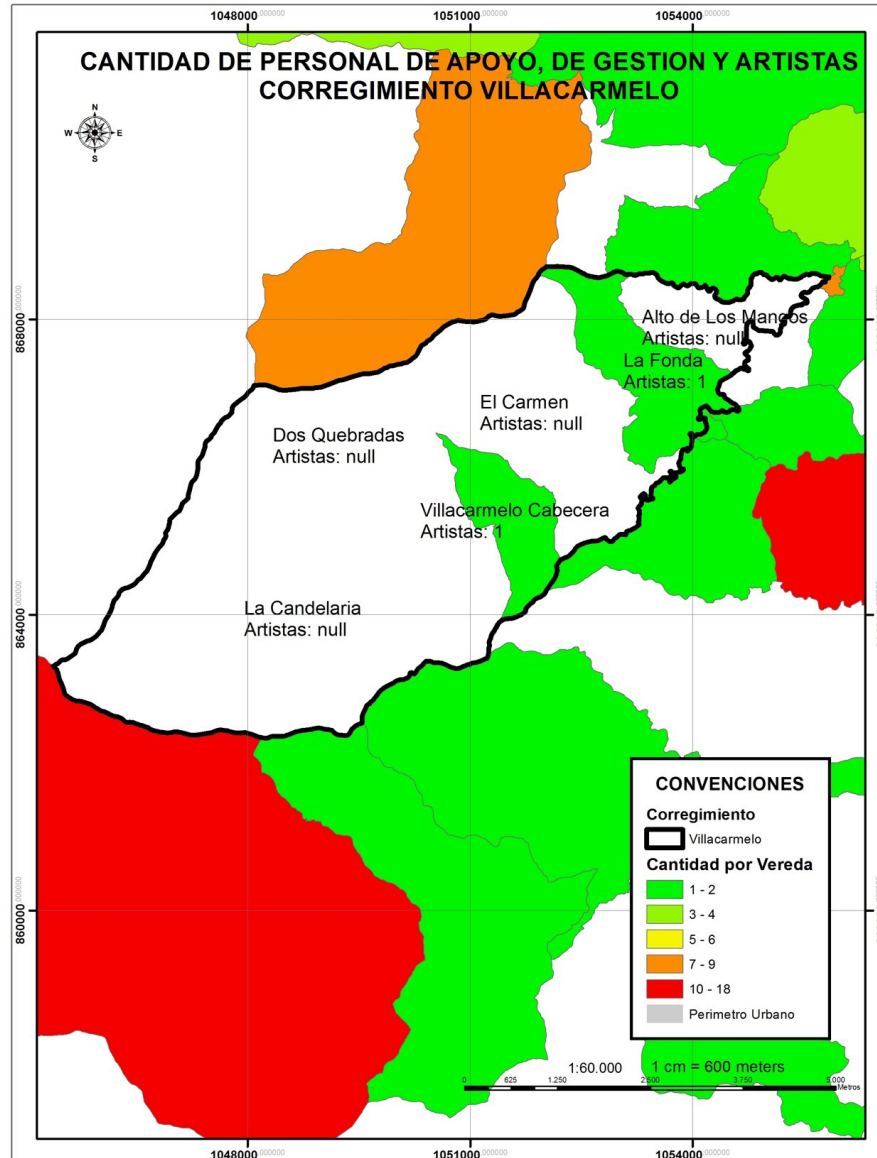 1048000.000000 1051000.000000 1054000.000000
CANTIDAD DE PERSONAL DE APOYO, DE GESTION Y ARTISTAS
CORREGIMIENTO VILLACARMELO
N
W E
S
868000.000000
Alto de Los Mangos
Artistas: null
La Fonda
Artistas: 1
El Carmen
Artistas: null
Dos Quebradas
Artistas: null
Villacarmelo Cabecera
Artistas: 1
La Candelaria
Artistas: null
864000.000000
CONVENCIONES
Corregimiento
Villacarmelo
Cantidad por Vereda
1 - 2
3 - 4
5 - 6
7 - 9
10 - 18
Perimetro Urbano
860000.000000
1:60.000 1 cm = 600 meters
0 625 1.250 2.500 3.750 5.000
Metros
1048000.000000 1051000.000000 1054000.000000